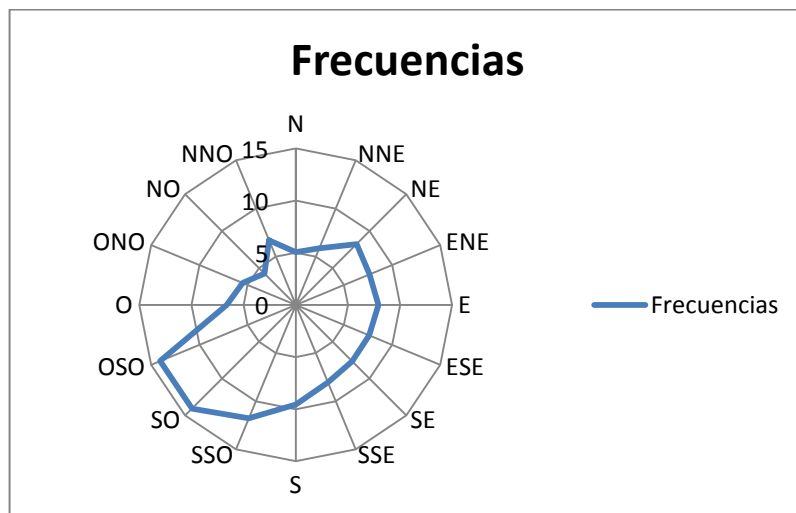 Frecuencias
N
NNE
NE
ENE
E
ESE
SE
SSE
S
SSO
SO
OSO
O
ONO
NO
NNO
15
10
5
0
Frecuencias